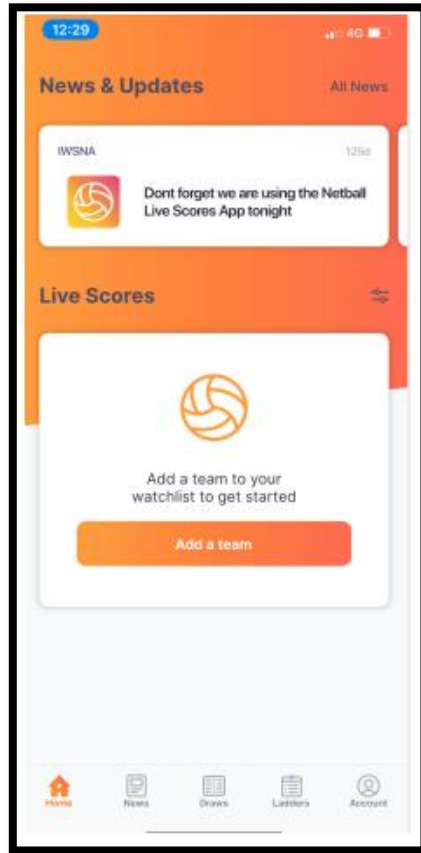 12:29
4G
News & Updates
All News
IWSNA
125d
Dont forget we are using the Netball
Live Scores App tonight
Live Scores
Add a team to your
watchlist to get started
Add a team
Home
News
Draws
Ladders
Account